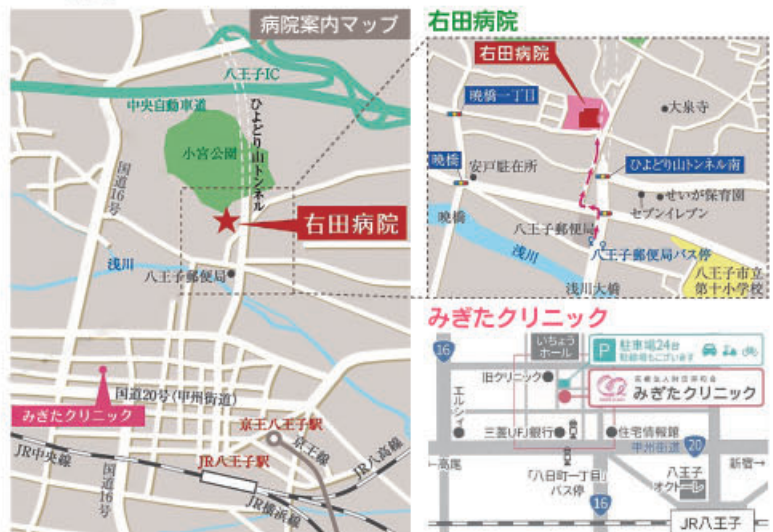 病院案内マップ
八王子IC
中央自動車道
ひよどり山トンネル
小宮公園
国道16号
右田病院
浅川
八王子郵便局
国道20号(甲州街道)
みぎたクリニック
京王八王子駅
京王線
JR八高線
JR中央線
JR八王子駅
国道16号
JR横浜線
右田病院
右田病院
暁橋一丁目
大泉寺
安戸駐在所
ひよどり山トンネル南
暁橋
せいが保育園
セブンイレブン
暁橋
八王子郵便局
八王子郵便局バス停
浅川
浅川大橋
八王子市立
第十小学校
みぎたクリニック
16
いちょう
ホール
P
駐車場24台
駐輪場もございます
旧クリニック
みぎたクリニック
エルシィ
三菱UFJ銀行
住宅情報館
甲州街道
20
←高尾
新宿→
「八日町一丁目」
バス停
八王子
オクトーレ
16
JR八王子